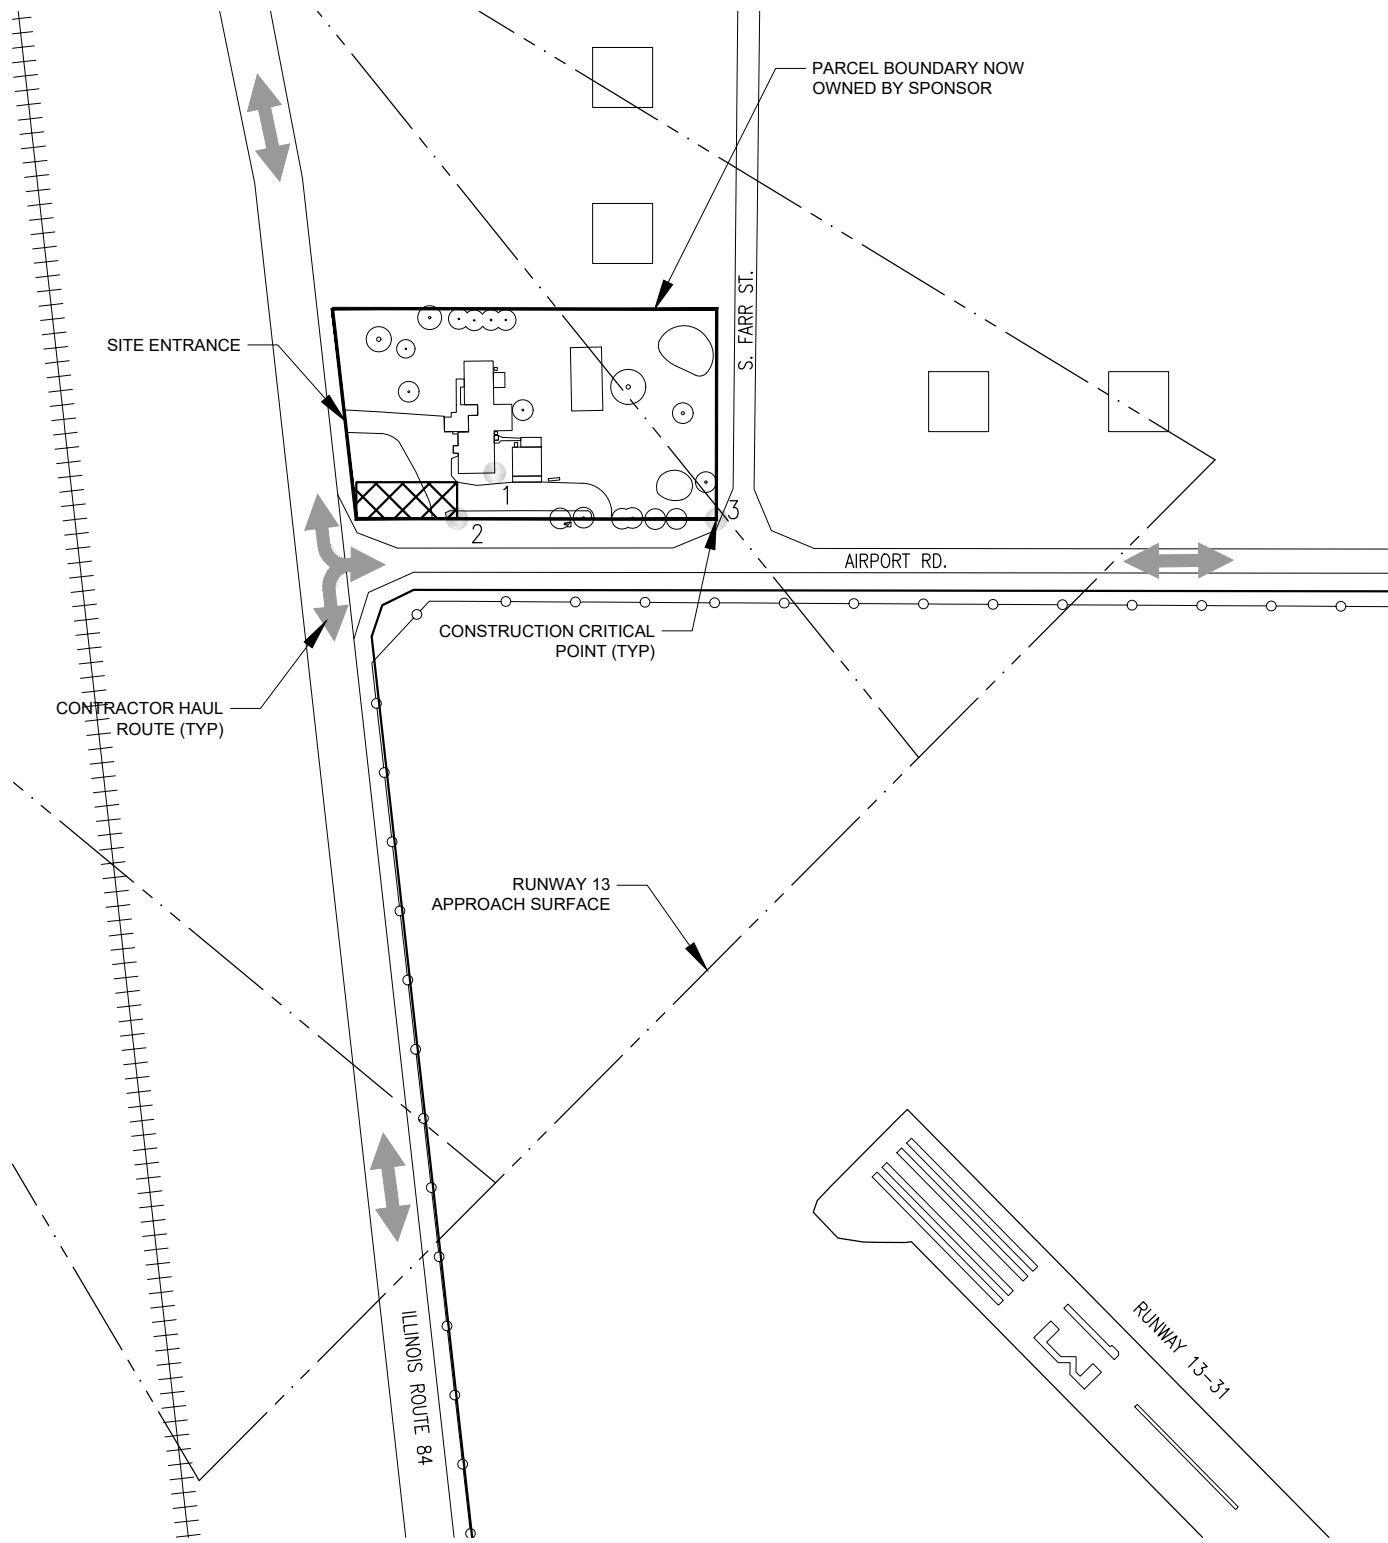 PARCEL BOUNDARY NOW
OWNED BY SPONSOR
S. FARR ST.
SITE ENTRANCE
1
2
3
AIRPORT RD.
CONSTRUCTION CRITICAL
POINT (TYP)
CONTRACTOR HAUL
ROUTE (TYP)
RUNWAY 13
APPROACH SURFACE
ILLINOIS ROUTE 84
13
RUNWAY 13-31